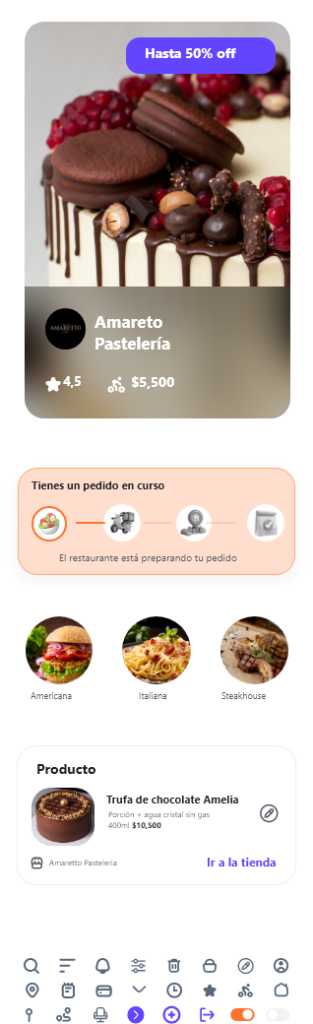 Hasta 50% off
AMARETTO
Amareto
Pastelería
4,5
$5,500
Tienes un pedido en curso
El restaurante está preparando tu pedido
Americana
Italiana
Steakhouse
Producto
Trufa de chocolate Amelia
Porción + agua cristal sin gas
400ml $10,500
Amaretto Pastelería
Ir a la tienda